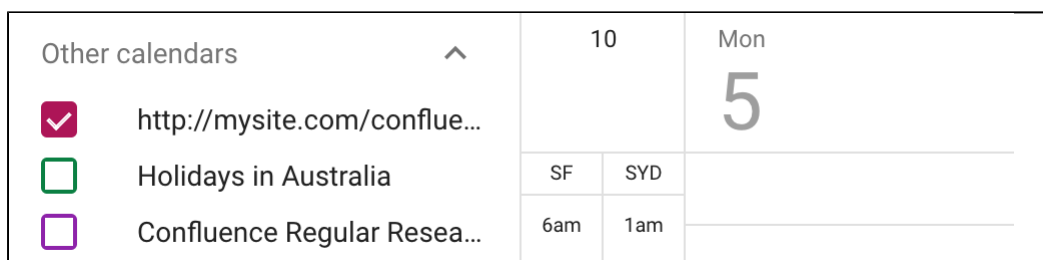 Other calendars
http://mysite.com/conflue...
Holidays in Australia
Confluence Regular Resea...
10
Mon
5
SF SYD
6am 1am